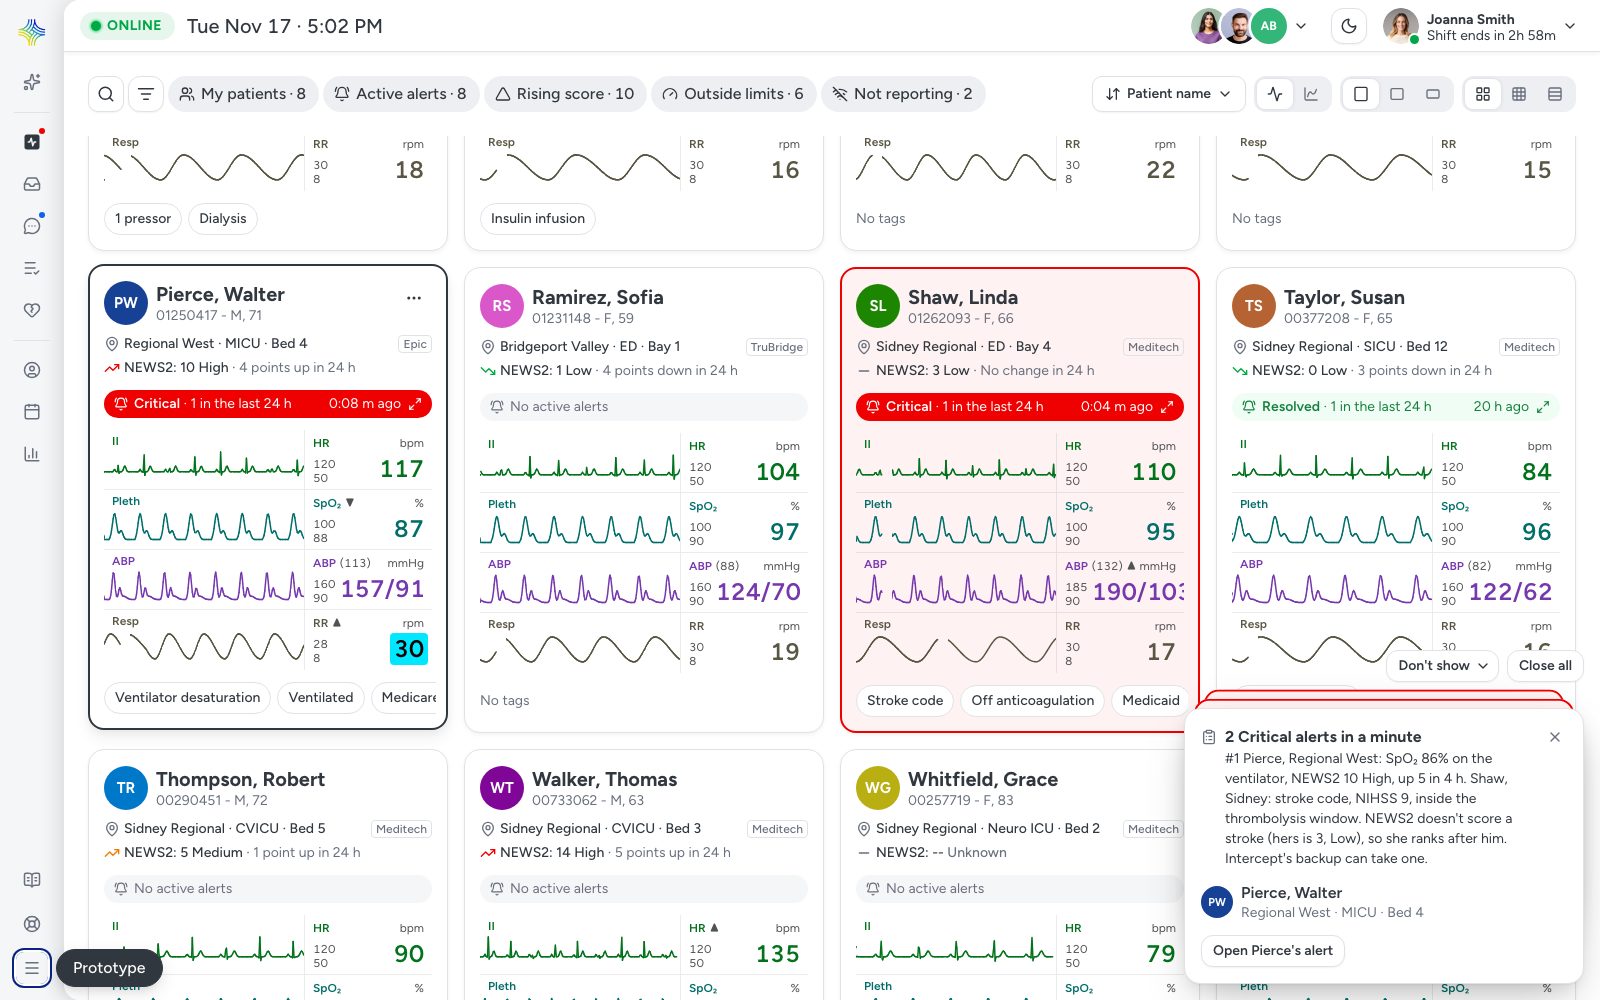 ONLINE
Tue Nov 17 · 5:02 PM
AB
Joanna Smith
Shift ends in 2h 58m
My patients · 8
Active alerts · 8
Rising score · 10
Outside limits · 6
Not reporting · 2
Patient name
Resp
RR
rpm
30
8
18
1 pressor
Dialysis
Resp
RR
rpm
30
8
16
Insulin infusion
Resp
RR
rpm
30
8
22
No tags
Resp
RR
rpm
30
8
15
No tags
PW
Pierce, Walter
01250417 - M, 71
Regional West · MICU · Bed 4
Epic
NEWS2: 10 High · 4 points up in 24 h
Critical · 1 in the last 24 h
0:08 m ago
II
HR
bpm
120
50
117
Pleth
SpO₂ ▼
%
100
88
87
ABP
ABP (113)
mmHg
160
90
157/91
Resp
RR ▲
rpm
28
8
30
Ventilator desaturation
Ventilated
Medicare
RS
Ramirez, Sofia
01231148 - F, 59
Bridgeport Valley · ED · Bay 1
TruBridge
NEWS2: 1 Low · 4 points down in 24 h
No active alerts
II
HR
bpm
120
50
104
Pleth
SpO₂
%
100
90
97
ABP
ABP (88)
mmHg
160
90
124/70
Resp
RR
rpm
30
8
19
No tags
SL
Shaw, Linda
01262093 - F, 66
Sidney Regional · ED · Bay 4
Meditech
NEWS2: 3 Low · No change in 24 h
Critical · 1 in the last 24 h
0:04 m ago
II
HR
bpm
120
50
110
Pleth
SpO₂
%
100
90
95
ABP
ABP (132) ▲ mmHg
185
90
190/103
Resp
RR
rpm
30
8
17
Stroke code
Off anticoagulation
Medicaid
TS
Taylor, Susan
00377208 - F, 65
Sidney Regional · SICU · Bed 12
Meditech
NEWS2: 0 Low · 3 points down in 24 h
Resolved · 1 in the last 24 h
20 h ago
II
HR
bpm
120
50
84
Pleth
SpO₂
%
100
90
96
ABP
ABP (82)
mmHg
160
90
122/62
Resp
RR
rpm
30
Don't show
Close all
TR
Thompson, Robert
00290451 - M, 72
Sidney Regional · CVICU · Bed 5
Meditech
NEWS2: 5 Medium · 1 point up in 24 h
No active alerts
II
HR
bpm
120
50
90
Pleth
SpO₂
%
WT
Walker, Thomas
00733062 - M, 63
Sidney Regional · CVICU · Bed 3
Meditech
NEWS2: 14 High · 5 points up in 24 h
No active alerts
II
HR ▲
bpm
120
50
135
Pleth
SpO₂
%
WG
Whitfield, Grace
00257719 - F, 83
Sidney Regional · Neuro ICU · Bed 2
Meditech
NEWS2: -- Unknown
No active alerts
II
HR
bpm
120
50
79
Pleth
SpO₂
%
2 Critical alerts in a minute
#1 Pierce, Regional West: SpO₂ 86% on the
ventilator, NEWS2 10 High, up 5 in 4 h. Shaw,
Sidney: stroke code, NIHSS 9, inside the
thrombolysis window. NEWS2 doesn't score a
stroke (hers is 3, Low), so she ranks after him.
Intercept's backup can take one.
PW
Pierce, Walter
Regional West · MICU · Bed 4
Open Pierce's alert
Pleth
SpO₂
%
Prototype